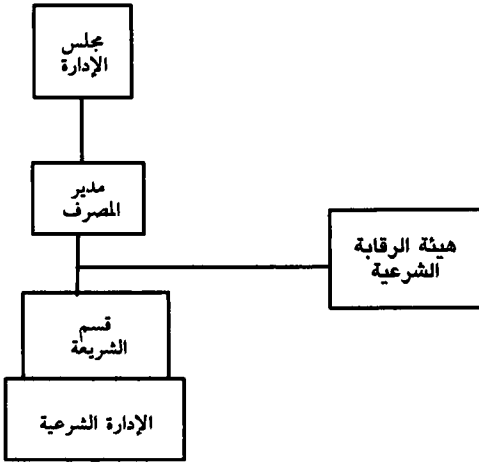 مجلس
الإدارة
مدير
المصرف
هيئة الرقابة
الشرعية
قسم
الشريعة
الإدارة الشرعية